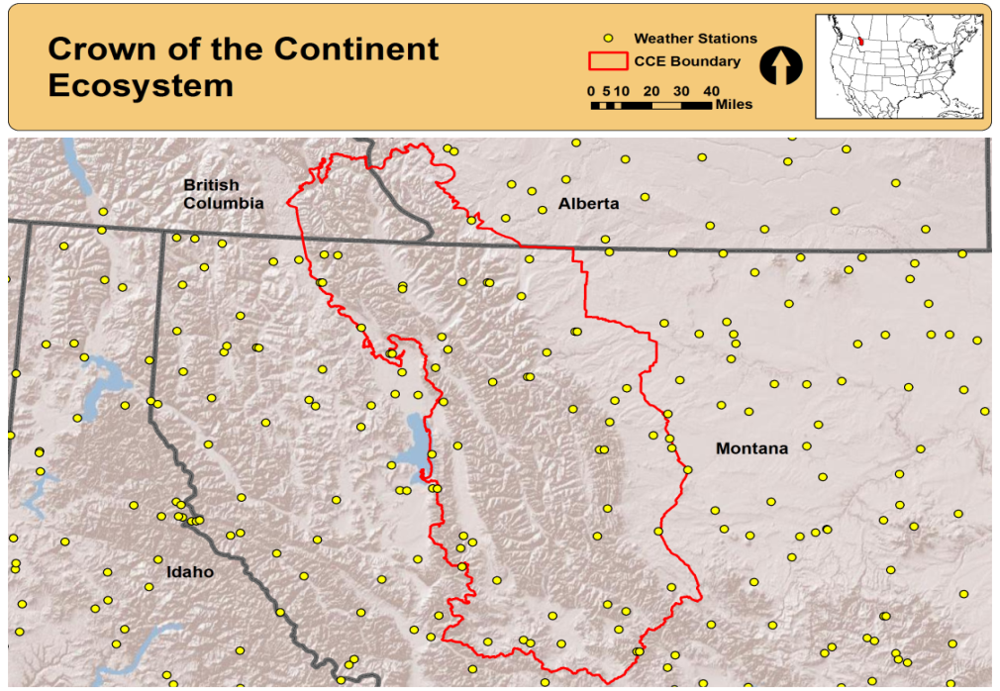 Crown of the Continent
Ecosystem
Weather Stations
CCE Boundary
0 5 10 20 30 40
Miles
British
Columbia
Alberta
Montana
Idaho